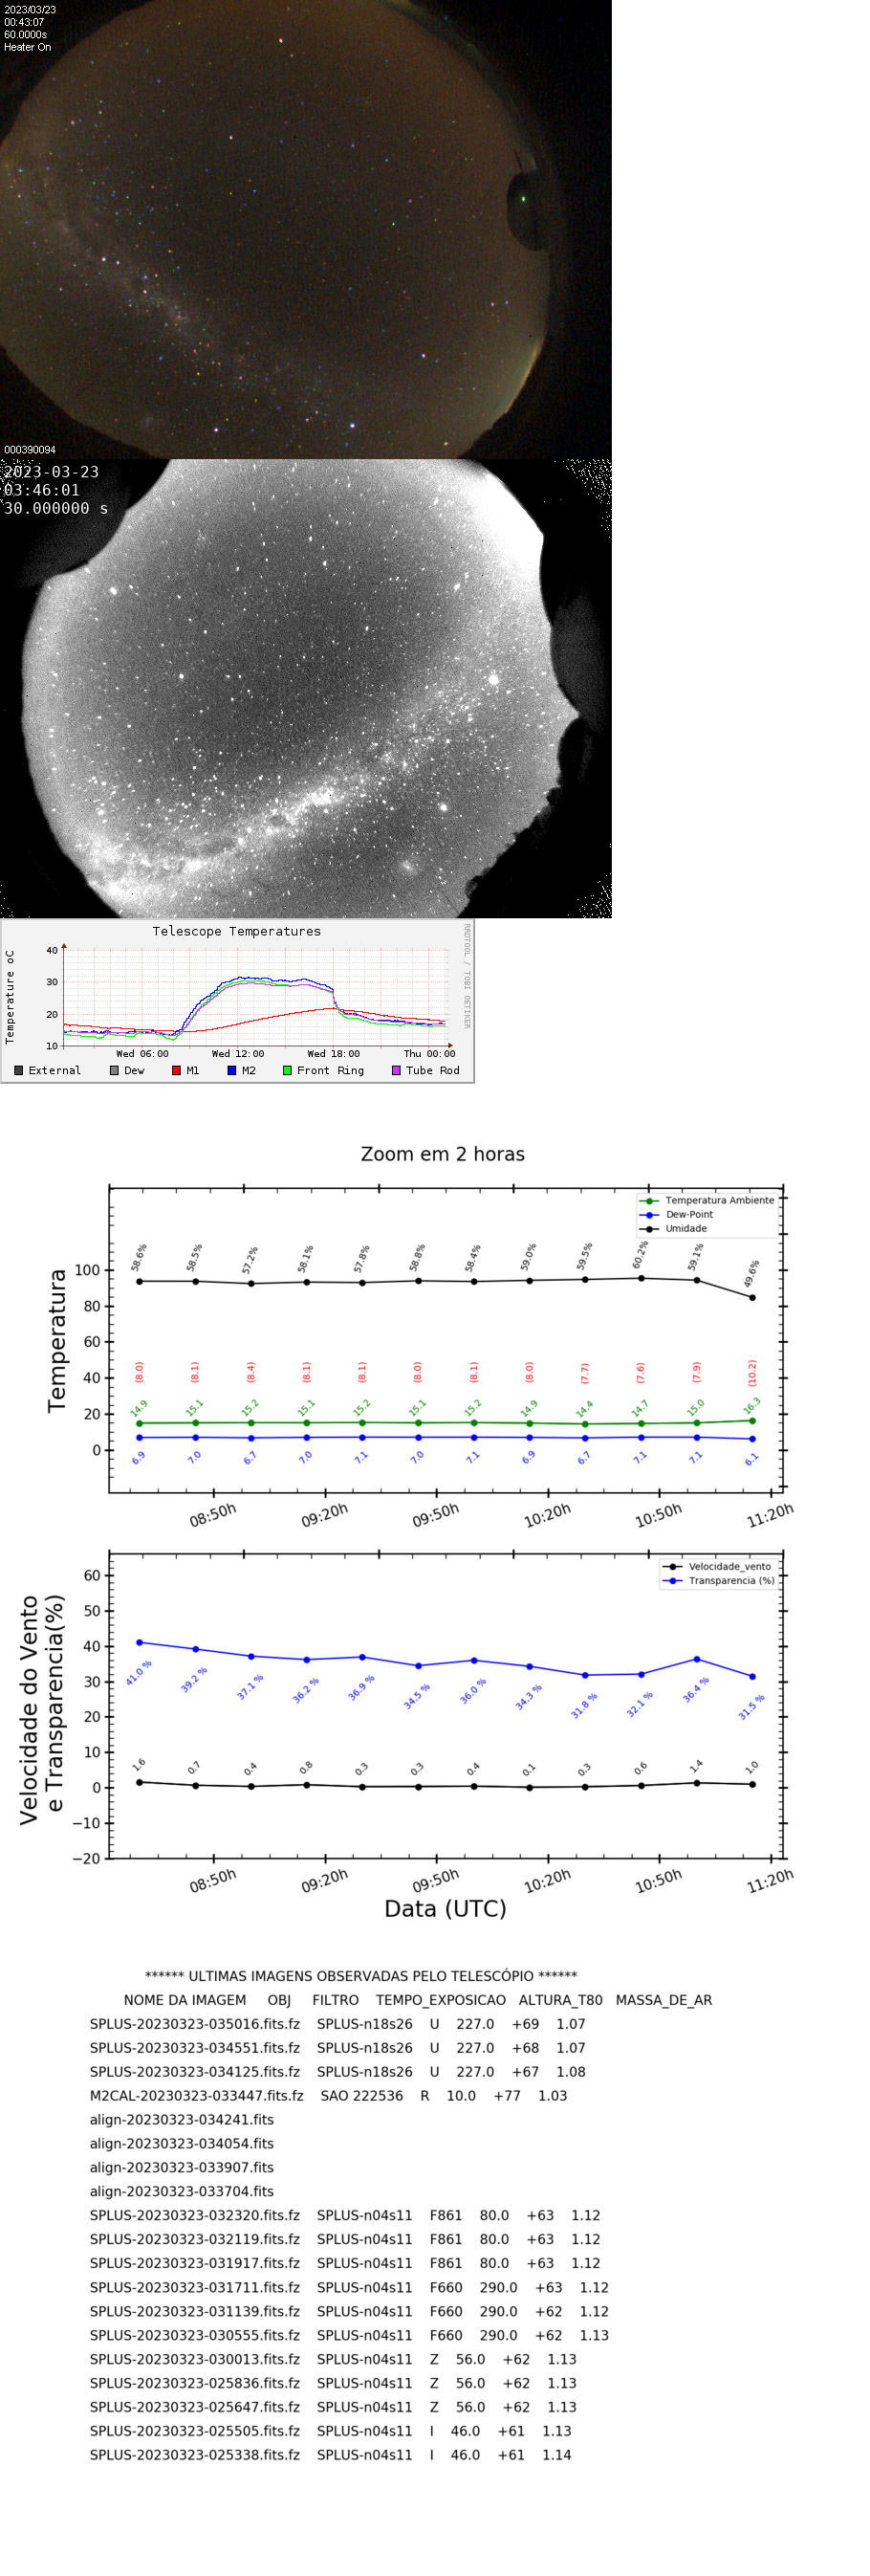 2023/03/23
00:43:07
60.0000s
Heater On
000390094
2023-03-23
03:46:01
30.000000 s
Telescope Temperatures
RRDTOOL / TOBI OETIKER
Temperature oC
40
30
20
10
Wed 06:00 Wed 12:00 Wed 18:00 Thu 00:00
External Dew M1 M2 Front Ring Tube Rod
Zoom em 2 horas
Temperatura Ambiente
Dew-Point
Umidade
Temperatura
100
80
60
40
20
0
58.6% 58.5% 57.2% 58.1% 57.8% 58.8% 58.4% 59.0% 59.5% 60.2% 59.1% 49.6%
(8.0) (8.1) (8.4) (8.1) (8.1) (8.0) (8.1) (8.0) (7.7) (7.6) (7.9) (10.2)
14.9 15.1 15.2 15.1 15.2 15.1 15.2 14.9 14.4 14.7 15.0 16.3
6.9 7.0 6.7 7.0 7.1 7.0 7.1 6.9 6.7 7.1 7.1 6.1
08:50h 09:20h 09:50h 10:20h 10:50h 11:20h
Velocidade_vento
Transparencia (%)
Velocidade do Vento
e Transparencia(%)
60
50
40
30
20
10
0
−10
−20
41.0 % 39.2 % 37.1 % 36.2 % 36.9 % 34.5 % 36.0 % 34.3 % 31.8 % 32.1 % 36.4 % 31.5 %
1.6 0.7 0.4 0.8 0.3 0.3 0.4 0.1 0.3 0.6 1.4 1.0
08:50h 09:20h 09:50h 10:20h 10:50h 11:20h
Data (UTC)
****** ULTIMAS IMAGENS OBSERVADAS PELO TELESCÓPIO ******
NOME DA IMAGEM OBJ FILTRO TEMPO_EXPOSICAO ALTURA_T80 MASSA_DE_AR
SPLUS-20230323-035016.fits.fz SPLUS-n18s26 U 227.0 +69 1.07
SPLUS-20230323-034551.fits.fz SPLUS-n18s26 U 227.0 +68 1.07
SPLUS-20230323-034125.fits.fz SPLUS-n18s26 U 227.0 +67 1.08
M2CAL-20230323-033447.fits.fz SAO 222536 R 10.0 +77 1.03
align-20230323-034241.fits
align-20230323-034054.fits
align-20230323-033907.fits
align-20230323-033704.fits
SPLUS-20230323-032320.fits.fz SPLUS-n04s11 F861 80.0 +63 1.12
SPLUS-20230323-032119.fits.fz SPLUS-n04s11 F861 80.0 +63 1.12
SPLUS-20230323-031917.fits.fz SPLUS-n04s11 F861 80.0 +63 1.12
SPLUS-20230323-031711.fits.fz SPLUS-n04s11 F660 290.0 +63 1.12
SPLUS-20230323-031139.fits.fz SPLUS-n04s11 F660 290.0 +62 1.12
SPLUS-20230323-030555.fits.fz SPLUS-n04s11 F660 290.0 +62 1.13
SPLUS-20230323-030013.fits.fz SPLUS-n04s11 Z 56.0 +62 1.13
SPLUS-20230323-025836.fits.fz SPLUS-n04s11 Z 56.0 +62 1.13
SPLUS-20230323-025647.fits.fz SPLUS-n04s11 Z 56.0 +62 1.13
SPLUS-20230323-025505.fits.fz SPLUS-n04s11 I 46.0 +61 1.13
SPLUS-20230323-025338.fits.fz SPLUS-n04s11 I 46.0 +61 1.14